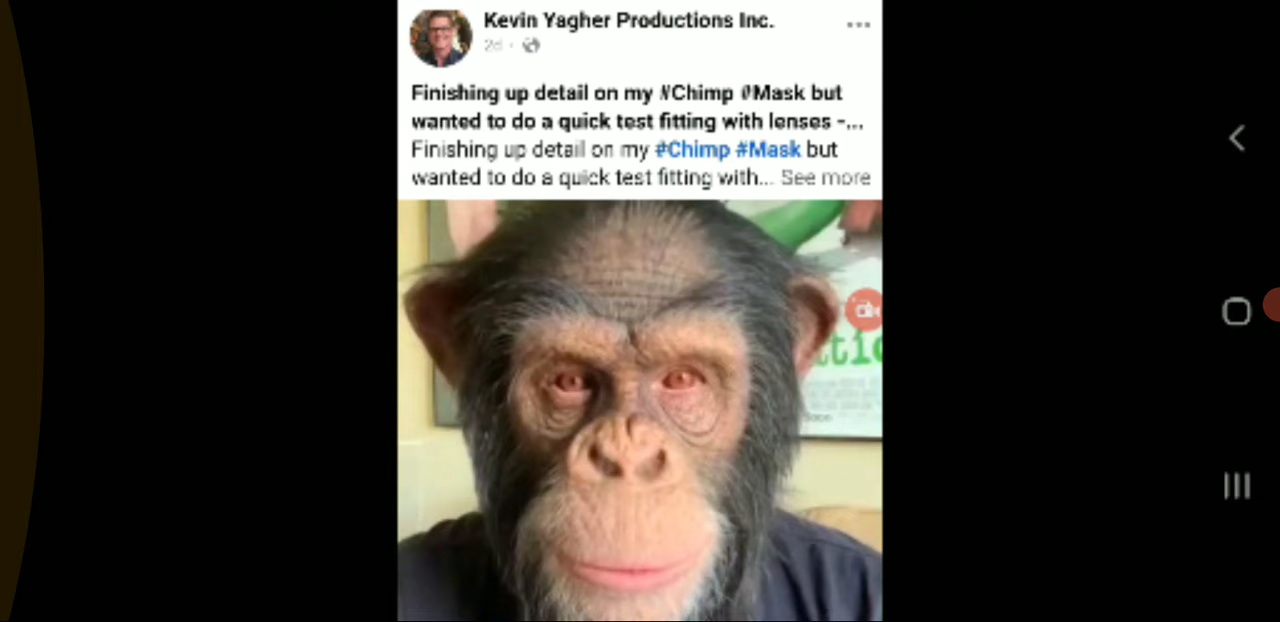 Kevin Yagher Productions Inc.
2d ·
Finishing up detail on my #Chimp #Mask but
wanted to do a quick test fitting with lenses -...
Finishing up detail on my #Chimp #Mask but
wanted to do a quick test fitting with... See more